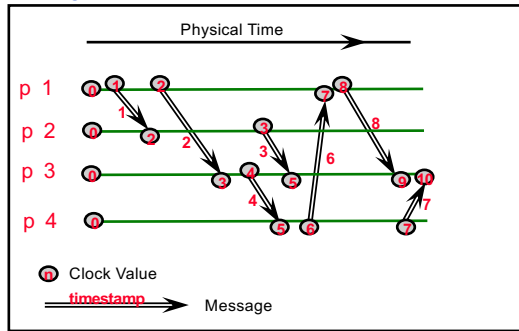 Physical Time
p 1 0 1 2 7 8
1 2 8
p 2 0 2 3
3 6
p 3 0 3 4 5 9 10
4 7
p 4 0 5 6 7
n Clock Value
timestamp Message